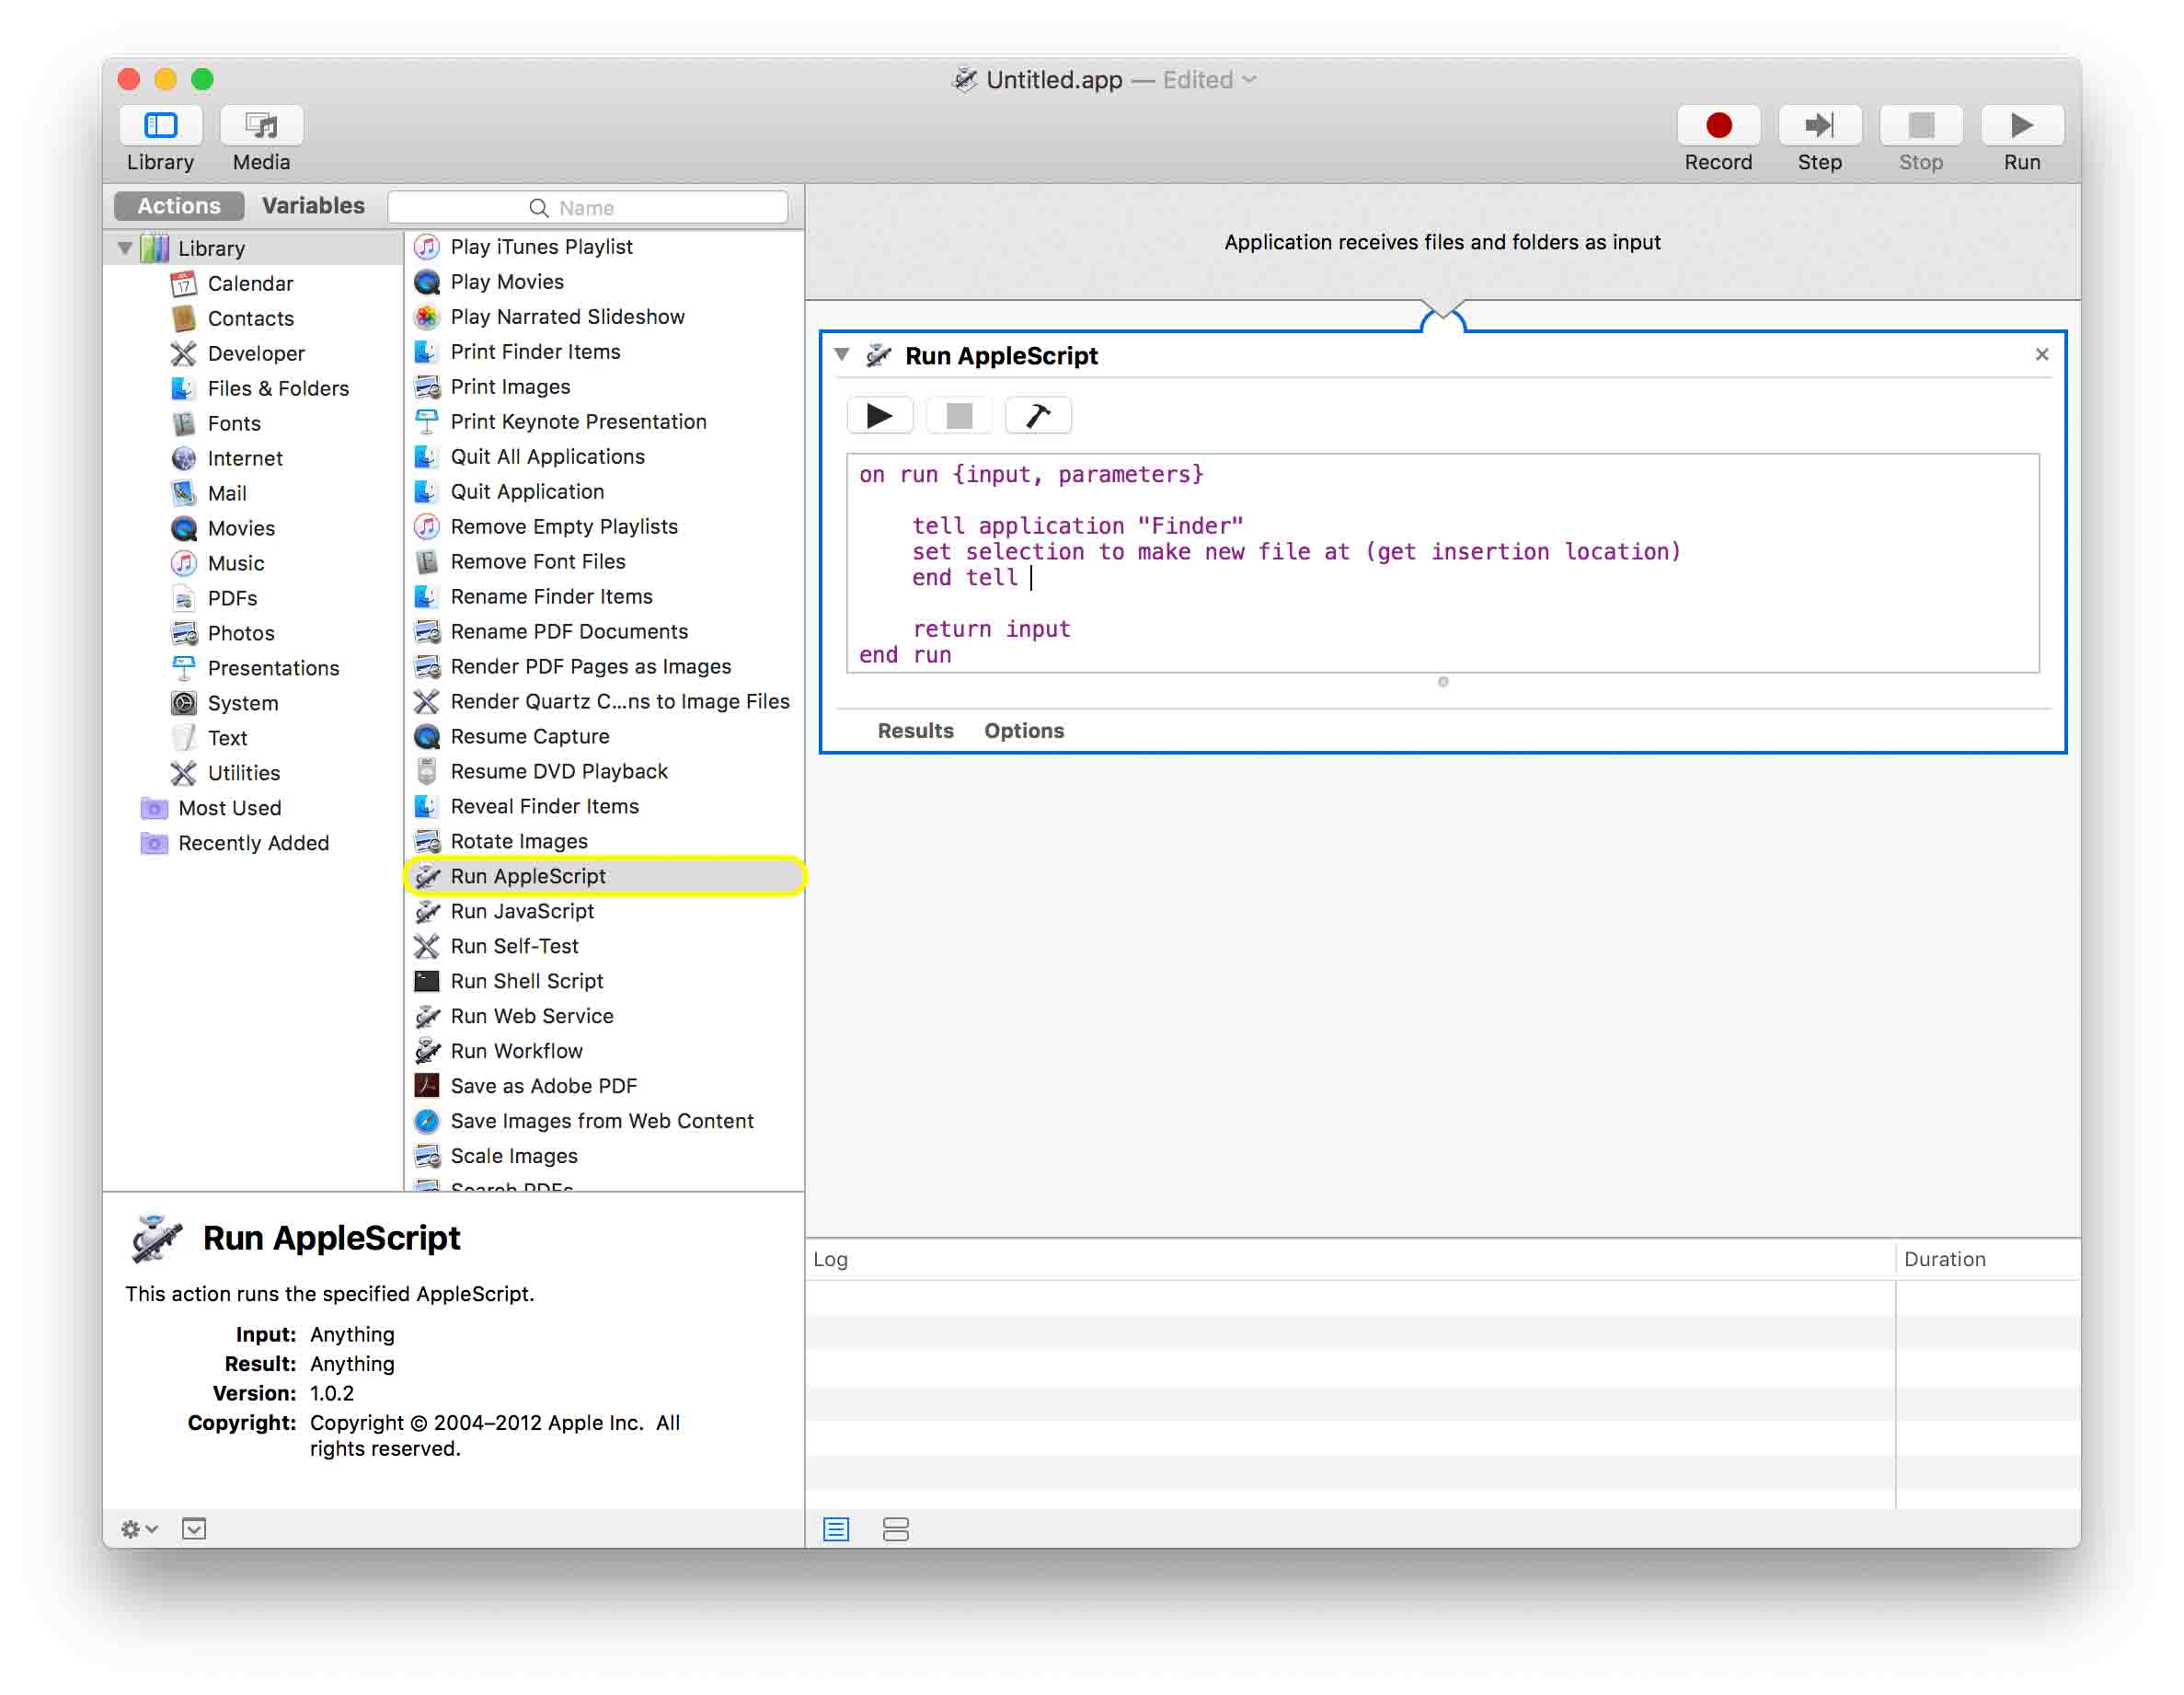 Untitled.app — Edited
Library
Media
Record
Step
Stop
Run
Actions
Variables
Name
Library
Calendar
Contacts
Developer
Files & Folders
Fonts
Internet
Mail
Movies
Music
PDFs
Photos
Presentations
System
Text
Utilities
Most Used
Recently Added
Play iTunes Playlist
Play Movies
Play Narrated Slideshow
Print Finder Items
Print Images
Print Keynote Presentation
Quit All Applications
Quit Application
Remove Empty Playlists
Remove Font Files
Rename Finder Items
Rename PDF Documents
Render PDF Pages as Images
Render Quartz C...ns to Image Files
Resume Capture
Resume DVD Playback
Reveal Finder Items
Rotate Images
Run AppleScript
Run JavaScript
Run Self-Test
Run Shell Script
Run Web Service
Run Workflow
Save as Adobe PDF
Save Images from Web Content
Scale Images
Search PDFs
Application receives files and folders as input
Run AppleScript
on run {input, parameters}
tell application "Finder"
set selection to make new file at (get insertion location)
end tell
return input
end run
Results
Options
Run AppleScript
This action runs the specified AppleScript.
Input: Anything
Result: Anything
Version: 1.0.2
Copyright: Copyright © 2004–2012 Apple Inc. All
rights reserved.
Log
Duration